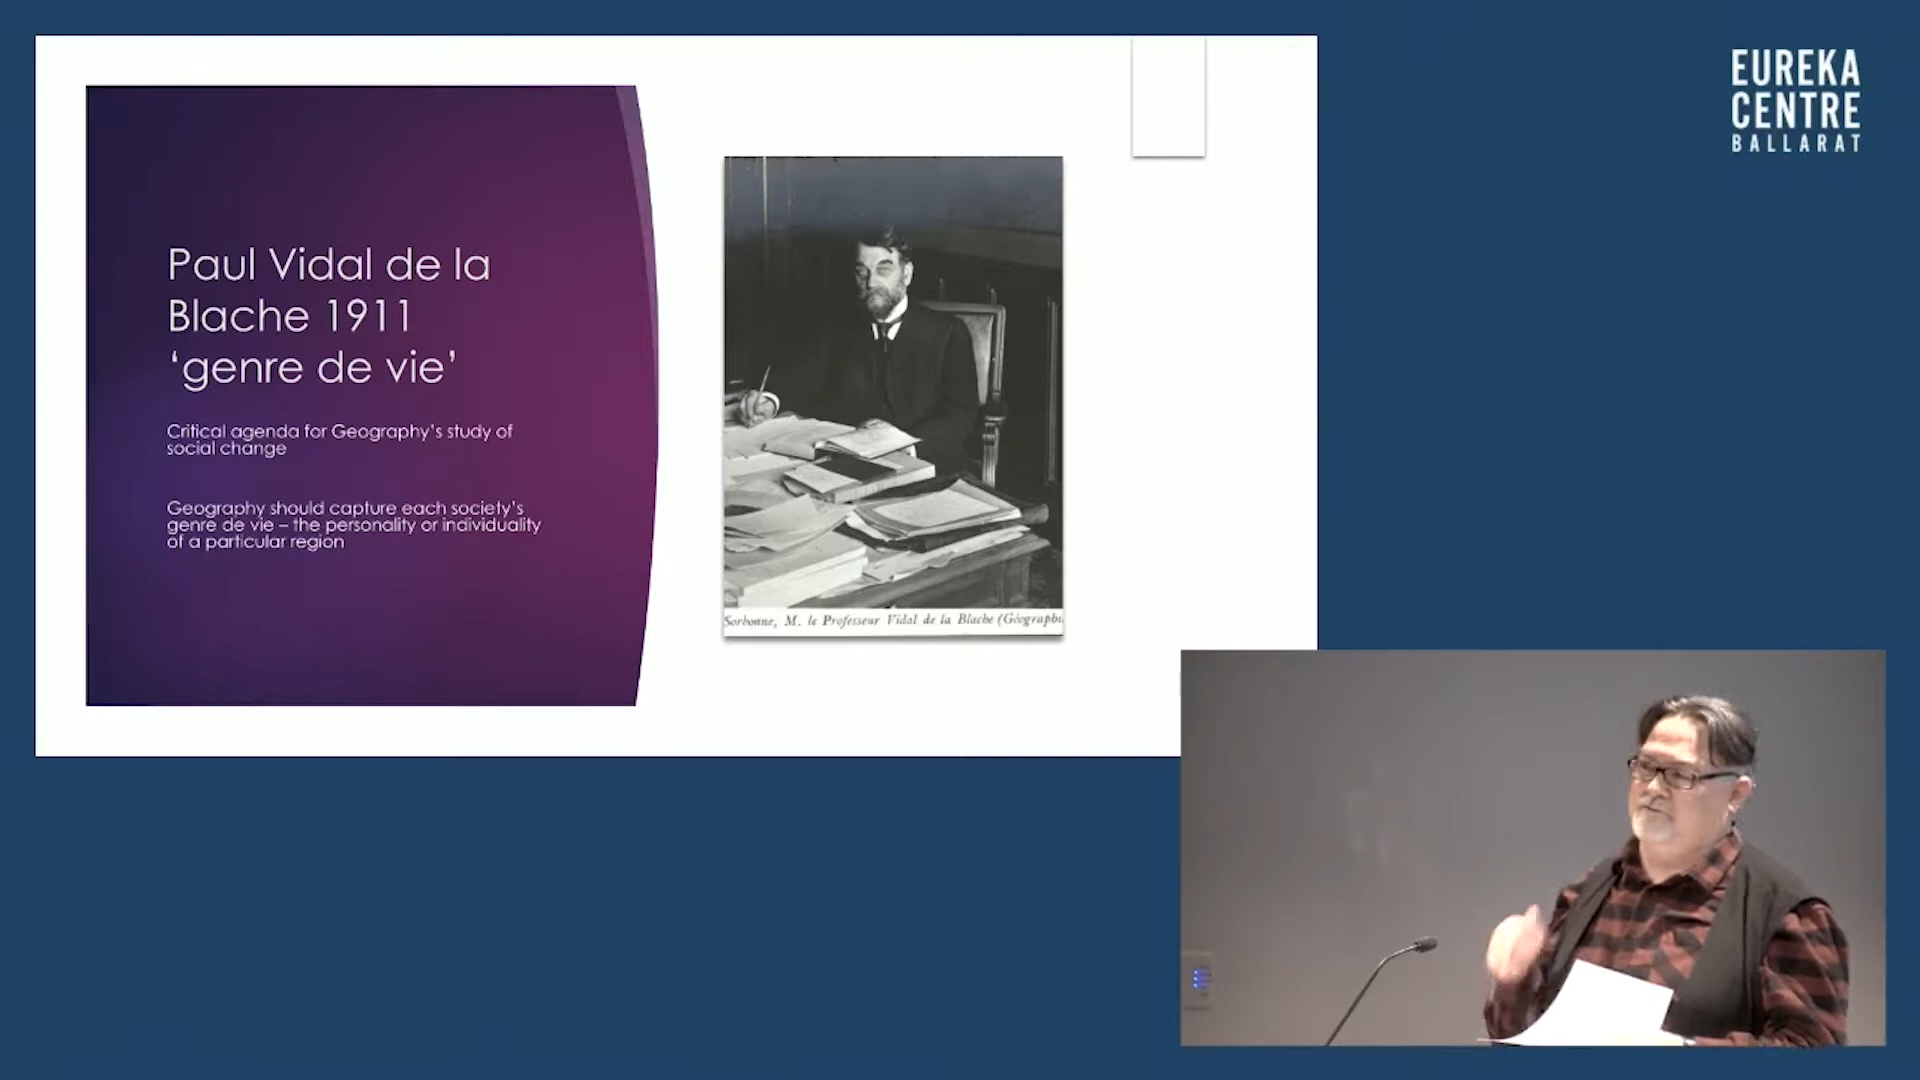 EUREKA
CENTRE
BALLARAT
Paul Vidal de la
Blache 1911
‘genre de vie’
Critical agenda for Geography’s study of
social change
Geography should capture each society’s
genre de vie – the personality or individuality
of a particular region
Sorbonne, M. le Professeur Vidal de la Blache (Géographi